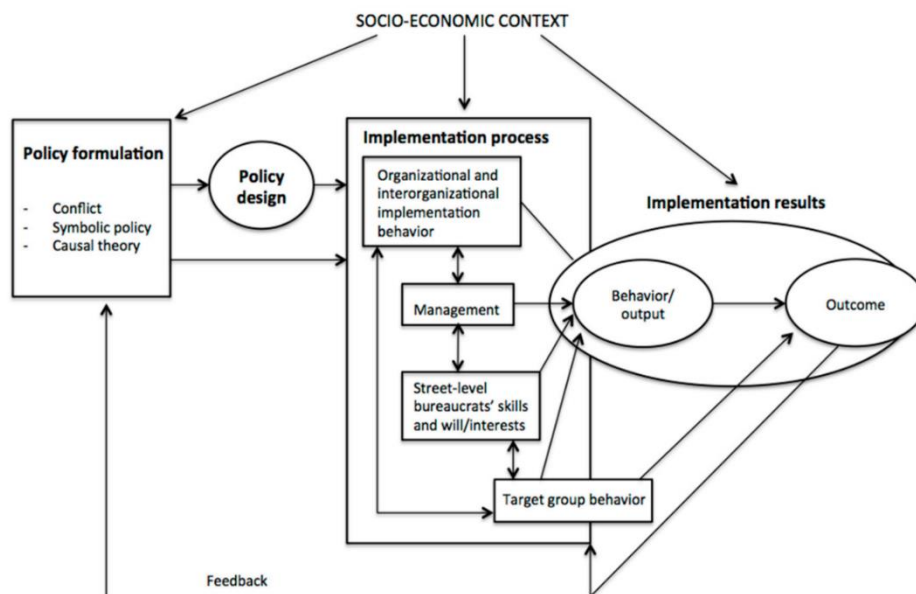 SOCIO-ECONOMIC CONTEXT
Policy formulation
- Conflict
- Symbolic policy
- Causal theory
Policy
design
Implementation process
Organizational and
interorganizational
implementation
behavior
Management
Street-level
bureaucrats’ skills
and will/interests
Target group behavior
Implementation results
Behavior/
output
Outcome
Feedback